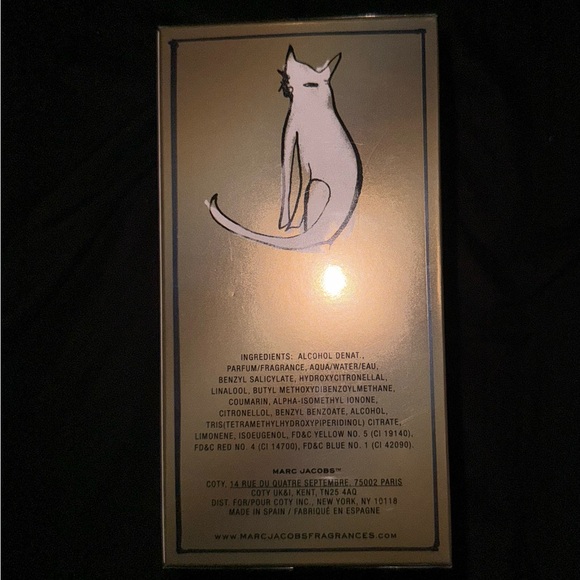 INGREDIENTS: ALCOHOL DENAT.,
PARFUM/FRAGRANCE, AQUA/WATER/EAU,
BENZYL SALICYLATE, HYDROXYCITRONELLAL,
LINALOOL, BUTYL METHOXYDIBENZOYLMETHANE,
COUMARIN, ALPHA-ISOMETHYL IONONE,
CITRONELLOL, BENZYL BENZOATE, ALCOHOL,
TRIS(TETRAMETHYLHYDROXYPIPERIDINOL) CITRATE,
LIMONENE, ISOEUGENOL, FD&C YELLOW NO. 5 (CI 19140),
FD&C RED NO. 4 (CI 14700), FD&C BLUE NO. 1 (CI 42090).
MARC JACOBS™
COTY, 14 RUE DU QUATRE SEPTEMBRE, 75002 PARIS
COTY UK&I, KENT, TN25 4AQ
DIST. FOR/POUR COTY INC., NEW YORK, NY 10118
MADE IN SPAIN / FABRIQUÉ EN ESPAGNE
WWW.MARCJACOBSFRAGRANCES.COM